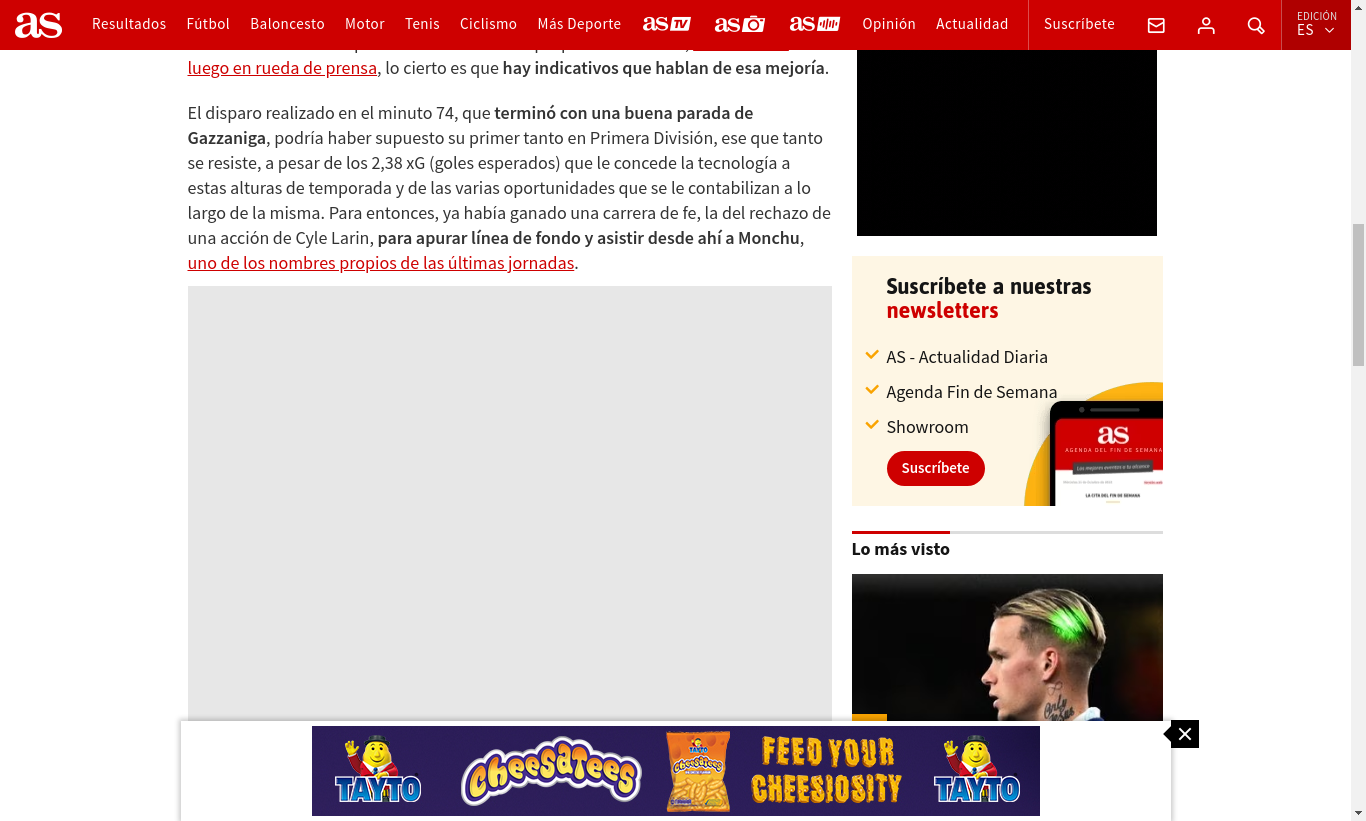 as
Resultados
Fútbol
Baloncesto
Motor
Tenis
Ciclismo
Más Deporte
as TV
as
as
Opinión
Actualidad
Suscríbete
EDICIÓN
ES
luego en rueda de prensa, lo cierto es que hay indicativos que hablan de esa mejoría.
El disparo realizado en el minuto 74, que terminó con una buena parada de
Gazzaniga, podría haber supuesto su primer tanto en Primera División, ese que tanto
se resiste, a pesar de los 2,38 xG (goles esperados) que le concede la tecnología a
estas alturas de temporada y de las varias oportunidades que se le contabilizan a lo
largo de la misma. Para entonces, ya había ganado una carrera de fe, la del rechazo de
una acción de Cyle Larin, para apurar línea de fondo y asistir desde ahí a Monchu,
uno de los nombres propios de las últimas jornadas.
Suscríbete a nuestras
newsletters
AS - Actualidad Diaria
Agenda Fin de Semana
Showroom
Suscríbete
as
AGENDA DEL FIN DE SEMANA
Los mejores eventos a tu alcance
LA CITA DEL FIN DE SEMANA
Lo más visto
TAYTO
CHEESATEES
TAYTO
CHEESATEES
FEED YOUR
CHEESIOSITY
TAYTO